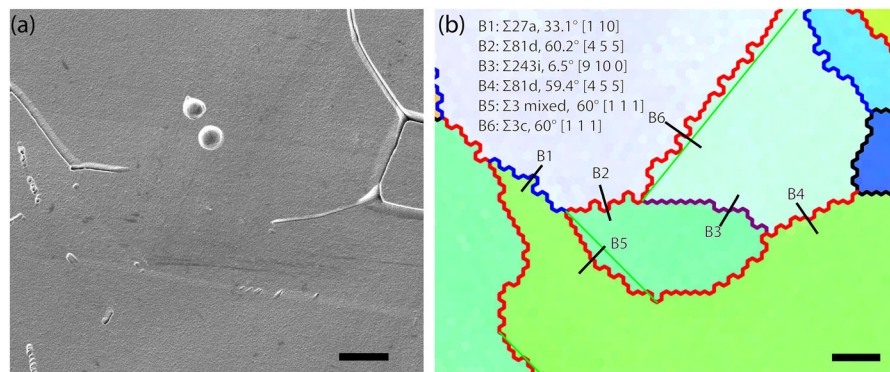 (a)
(b)
B1: Σ27a, 33.1° [1 10]
B2: Σ81d, 60.2° [4 5 5]
B3: Σ243i, 6.5° [9 10 0]
B4: Σ81d, 59.4° [4 5 5]
B5: Σ3 mixed, 60° [1 1 1]
B6: Σ3c, 60° [1 1 1]
B6
B1
B2
B4
B3
B5